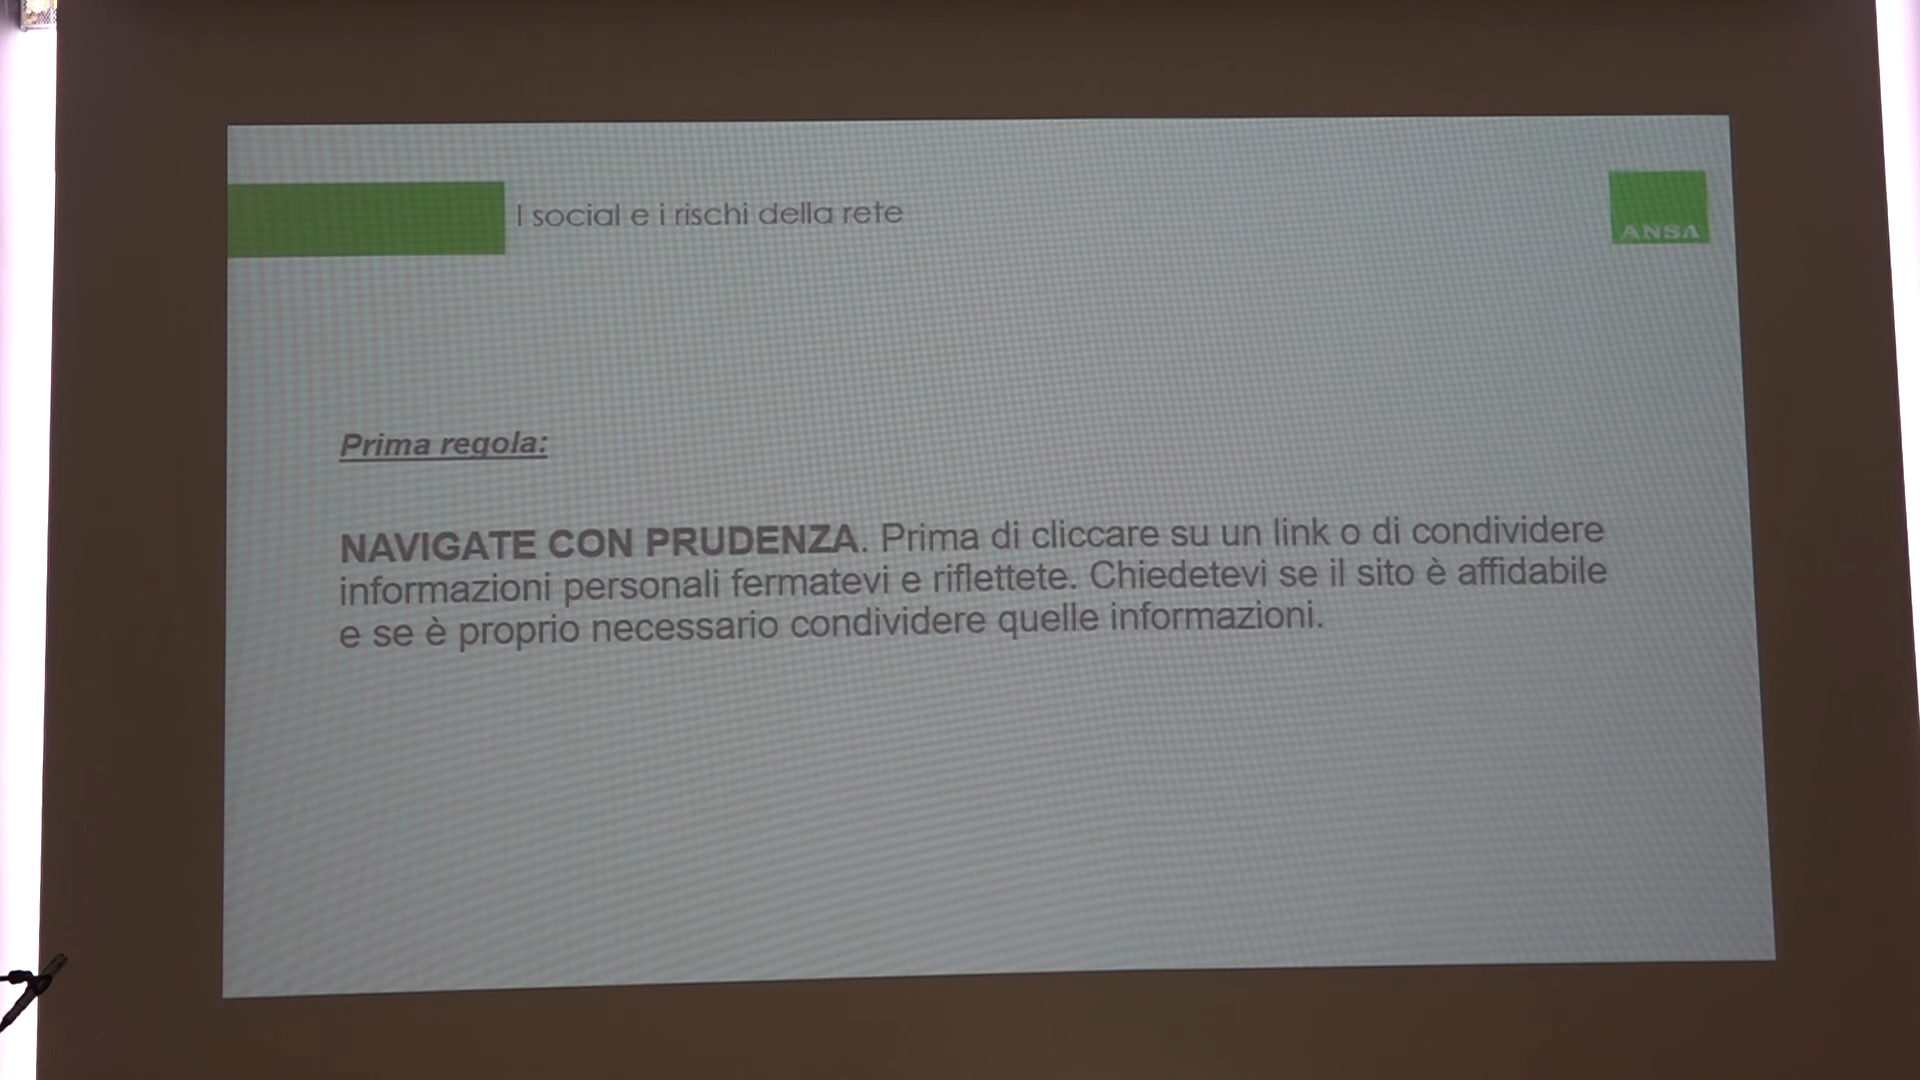 I social e i rischi della rete
ANSA
Prima regola:
NAVIGATE CON PRUDENZA. Prima di cliccare su un link o di condividere
informazioni personali fermatevi e riflettete. Chiedetevi se il sito è affidabile
e se è proprio necessario condividere quelle informazioni.